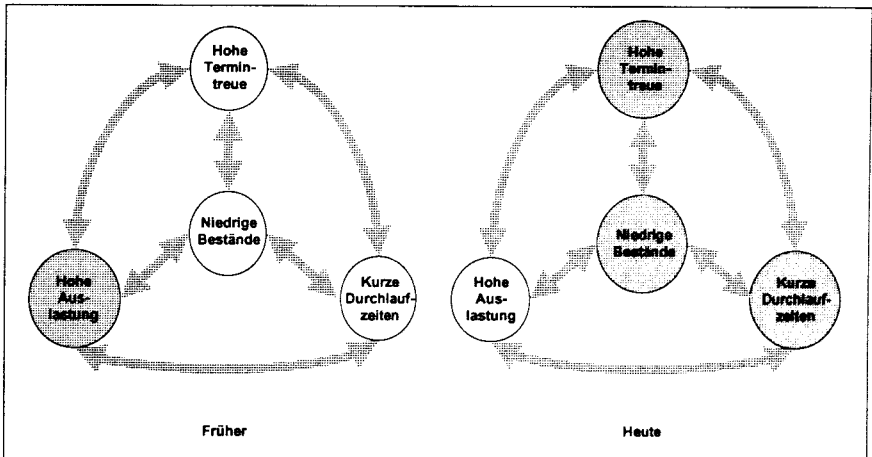 Hohe
Termin-
treue
Niedrige
Bestände
Hohe
Aus-
lastung
Kurze
Durchlauf-
zeiten
Früher
Hohe
Termin-
treue
Niedrige
Bestände
Hohe
Aus-
lastung
Kurze
Durchlauf-
zeiten
Heute